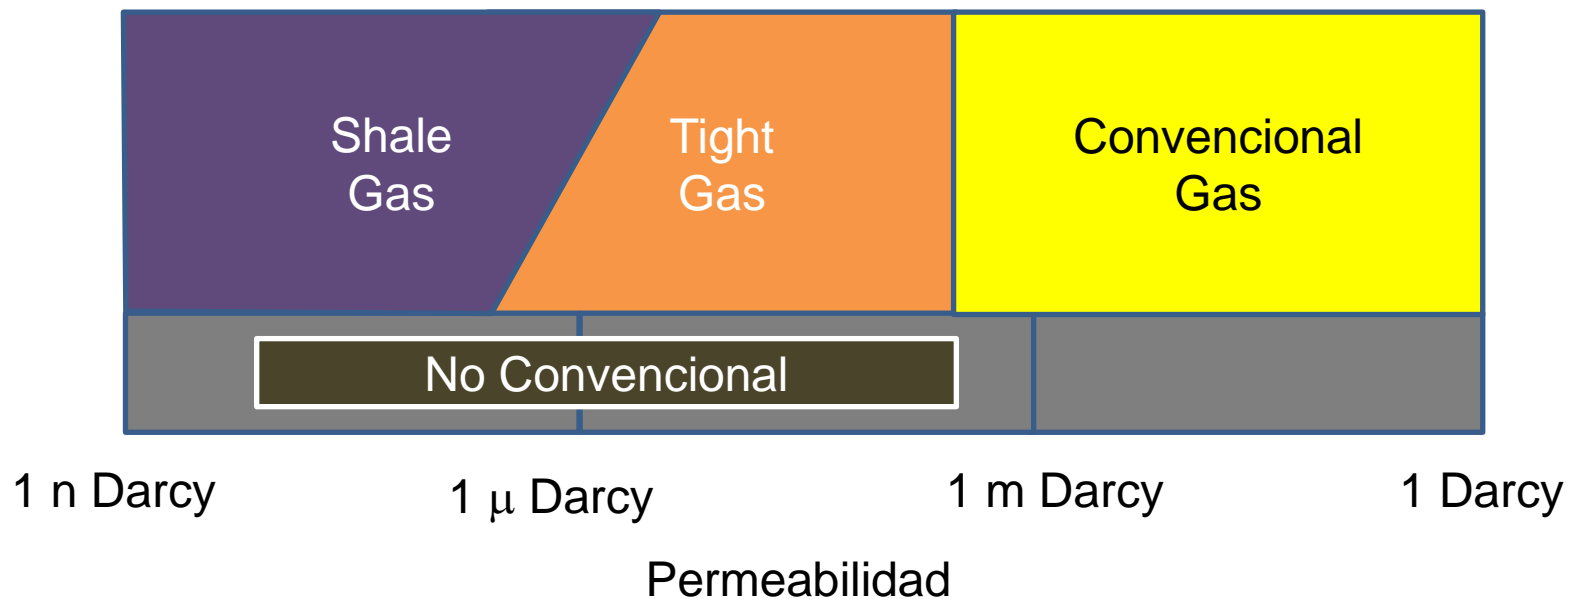 Shale
Gas
Tight
Gas
Convencional
Gas
No Convencional
1 n Darcy
1 μ Darcy
1 m Darcy
1 Darcy
Permeabilidad